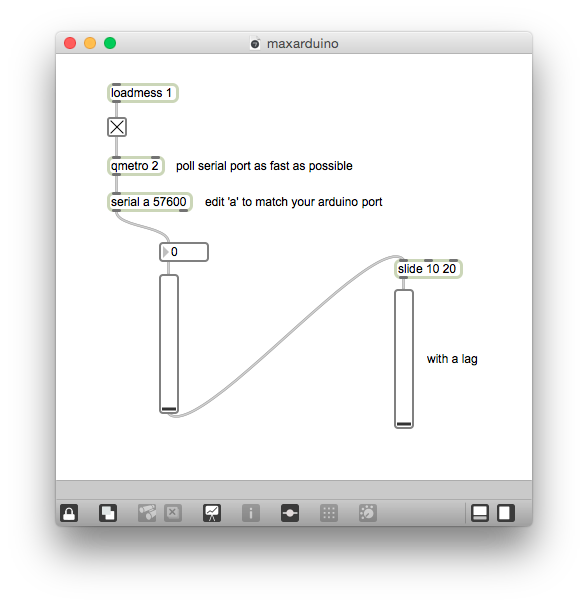 maxarduino
loadmess 1
qmetro 2 poll serial port as fast as possible
serial a 57600 edit 'a' to match your arduino port
0
slide 10 20
with a lag